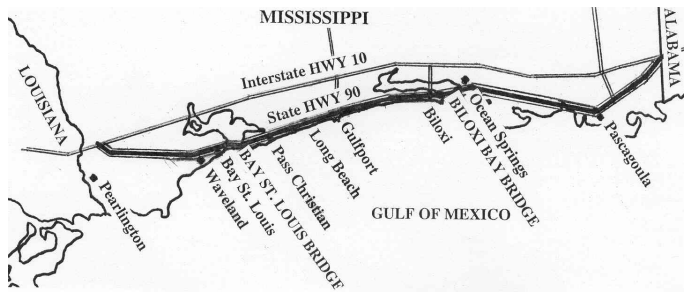 MISSISSIPPI
ALABAMA
LOUISIANA
Interstate HWY 10
State HWY 90
Pearlington
Waveland
Bay St. Louis
BAY ST. LOUIS BRIDGE
Pass Christian
Long Beach
Gulfport
Biloxi
BILOXI BAY BRIDGE
Ocean Springs
Pascagoula
GULF OF MEXICO